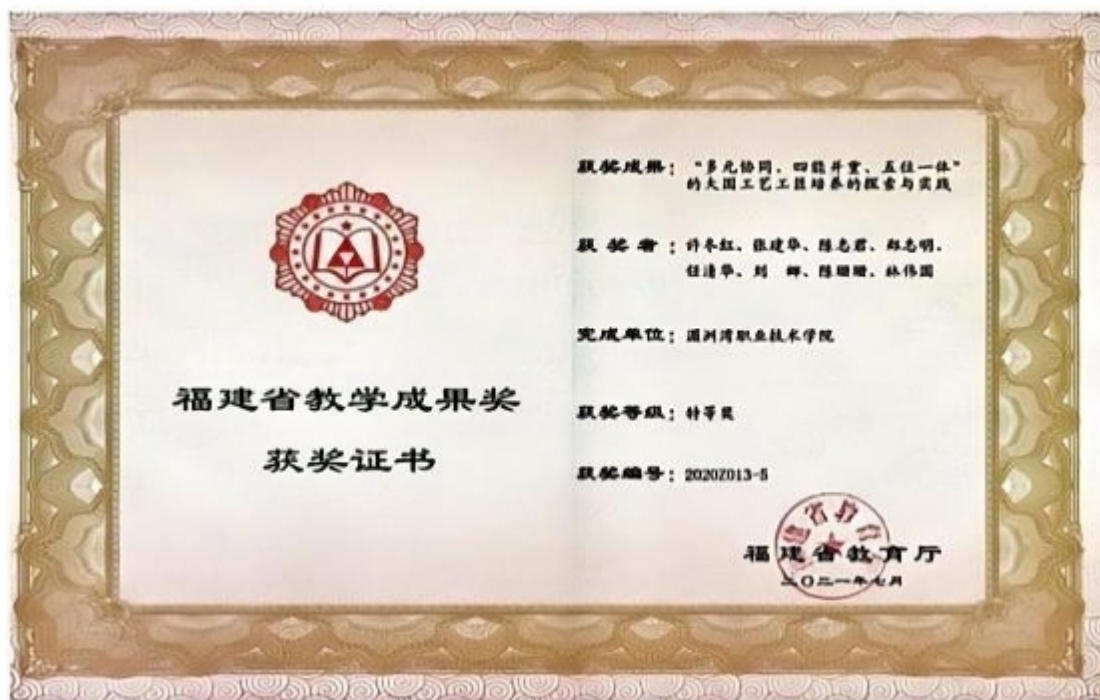 福建省教学成果奖
获奖证书
获奖成果：“多元协同、四能并重、五位一体”
的大国工艺工匠培养的探索与实践
获奖者：许冬红、张建华、陈志君、郑志明、
任清华、刘 娜、陈珊珊、林伟国
完成单位：湄洲湾职业技术学院
获奖等级：特等奖
获奖编号：2020Z013-5
福建省教育厅
二〇二一年七月